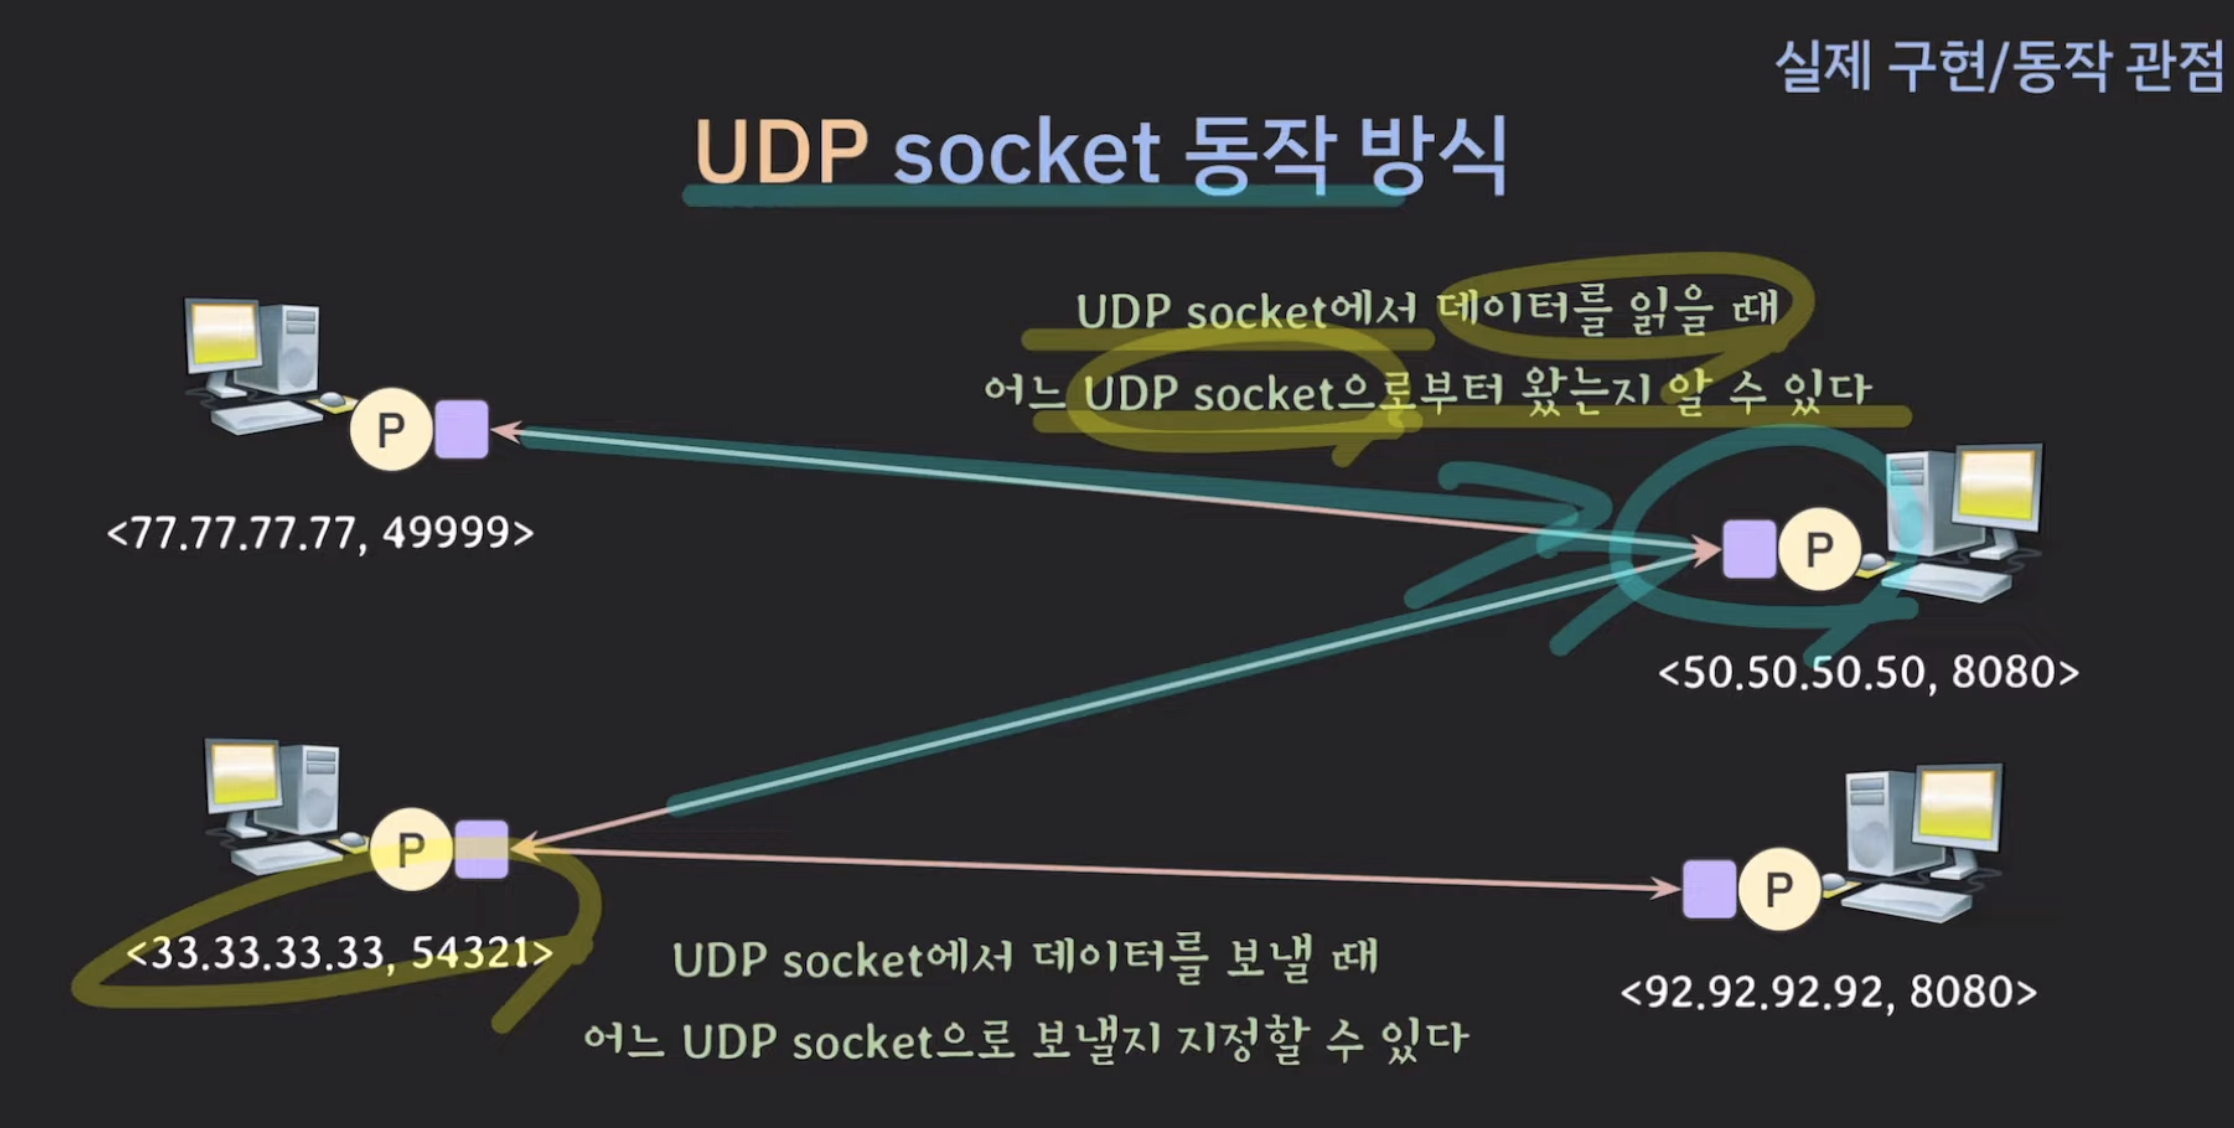 실제 구현/동작 관점
UDP socket 동작 방식
UDP socket에서 데이터를 읽을 때
어느 UDP socket으로부터 왔는지 알 수 있다
P
<77.77.77.77, 49999>
P
<50.50.50.50, 8080>
P
<33.33.33.33, 54321>
P
<92.92.92.92, 8080>
UDP socket에서 데이터를 보낼 때
어느 UDP socket으로 보낼지 지정할 수 있다